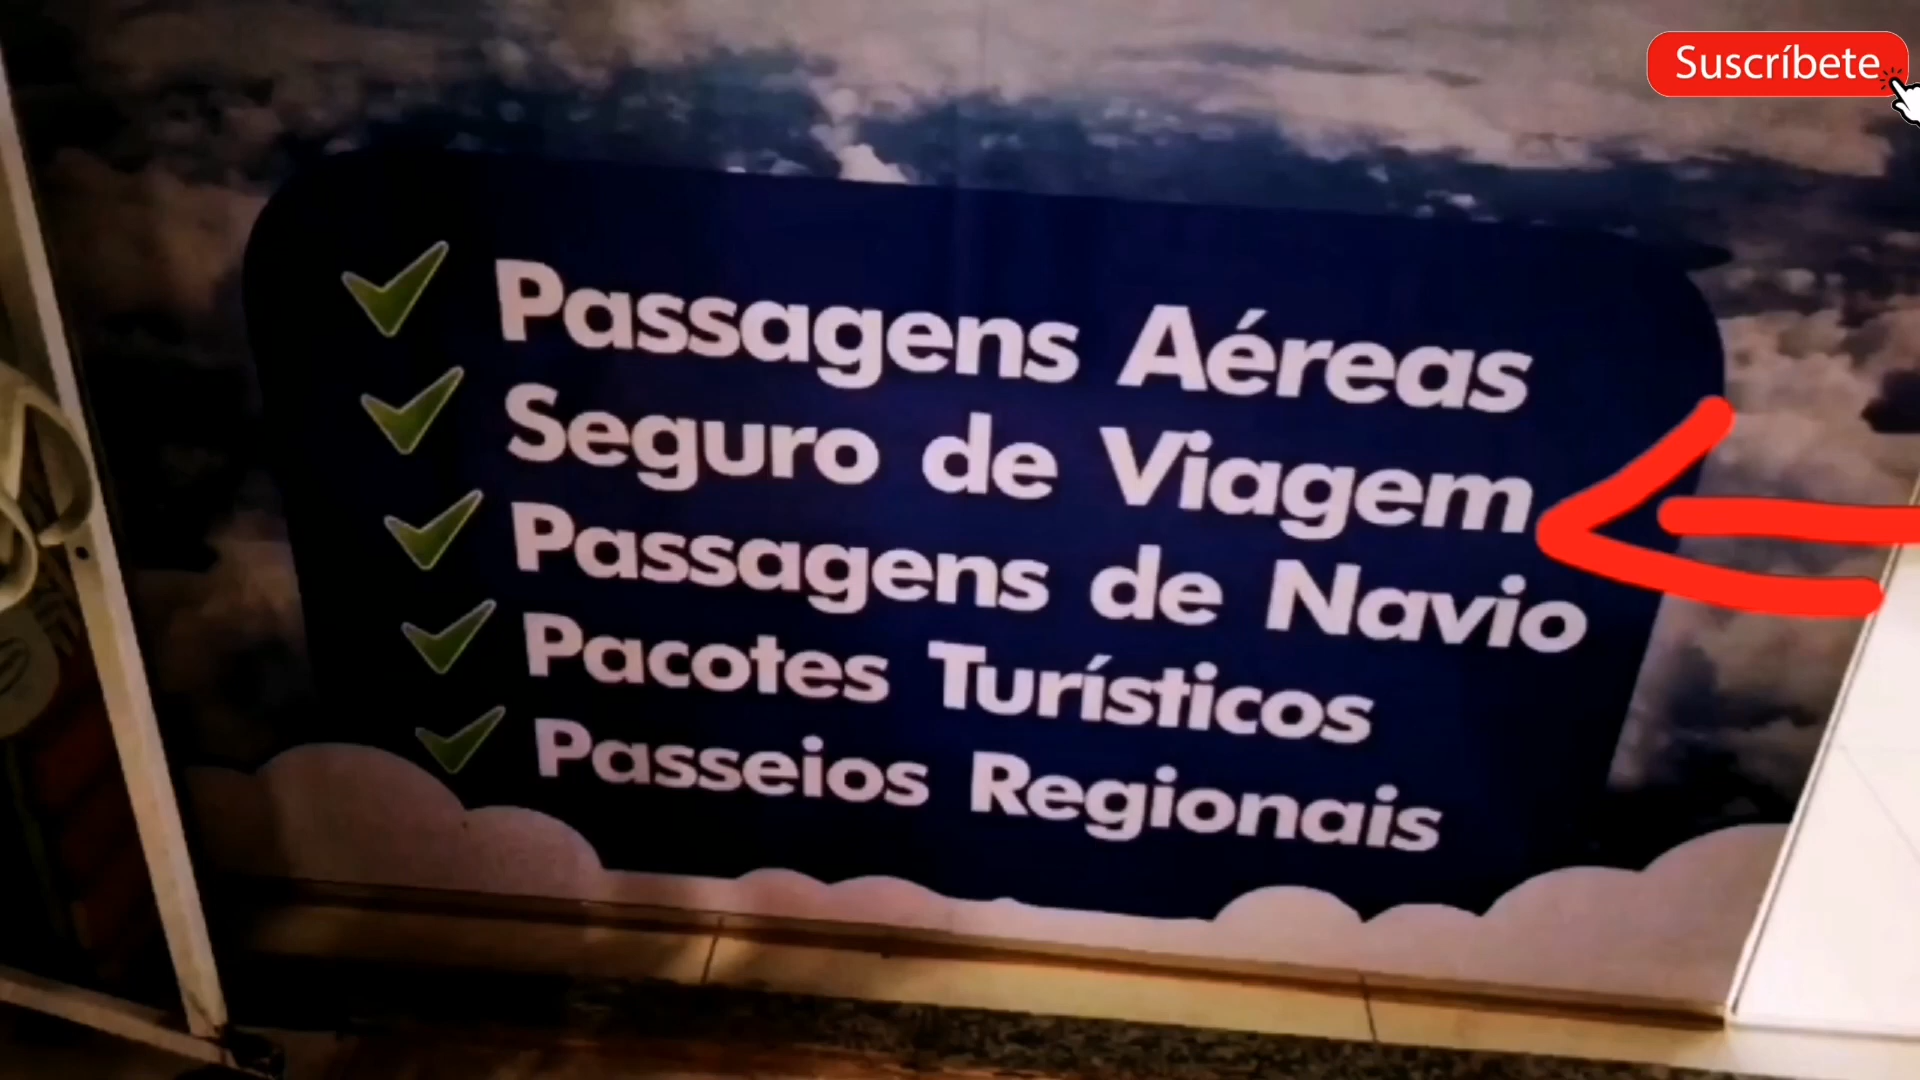 Suscríbete
Passagens Aéreas
Seguro de Viagem
Passagens de Navio
Pacotes Turísticos
Passeios Regionais